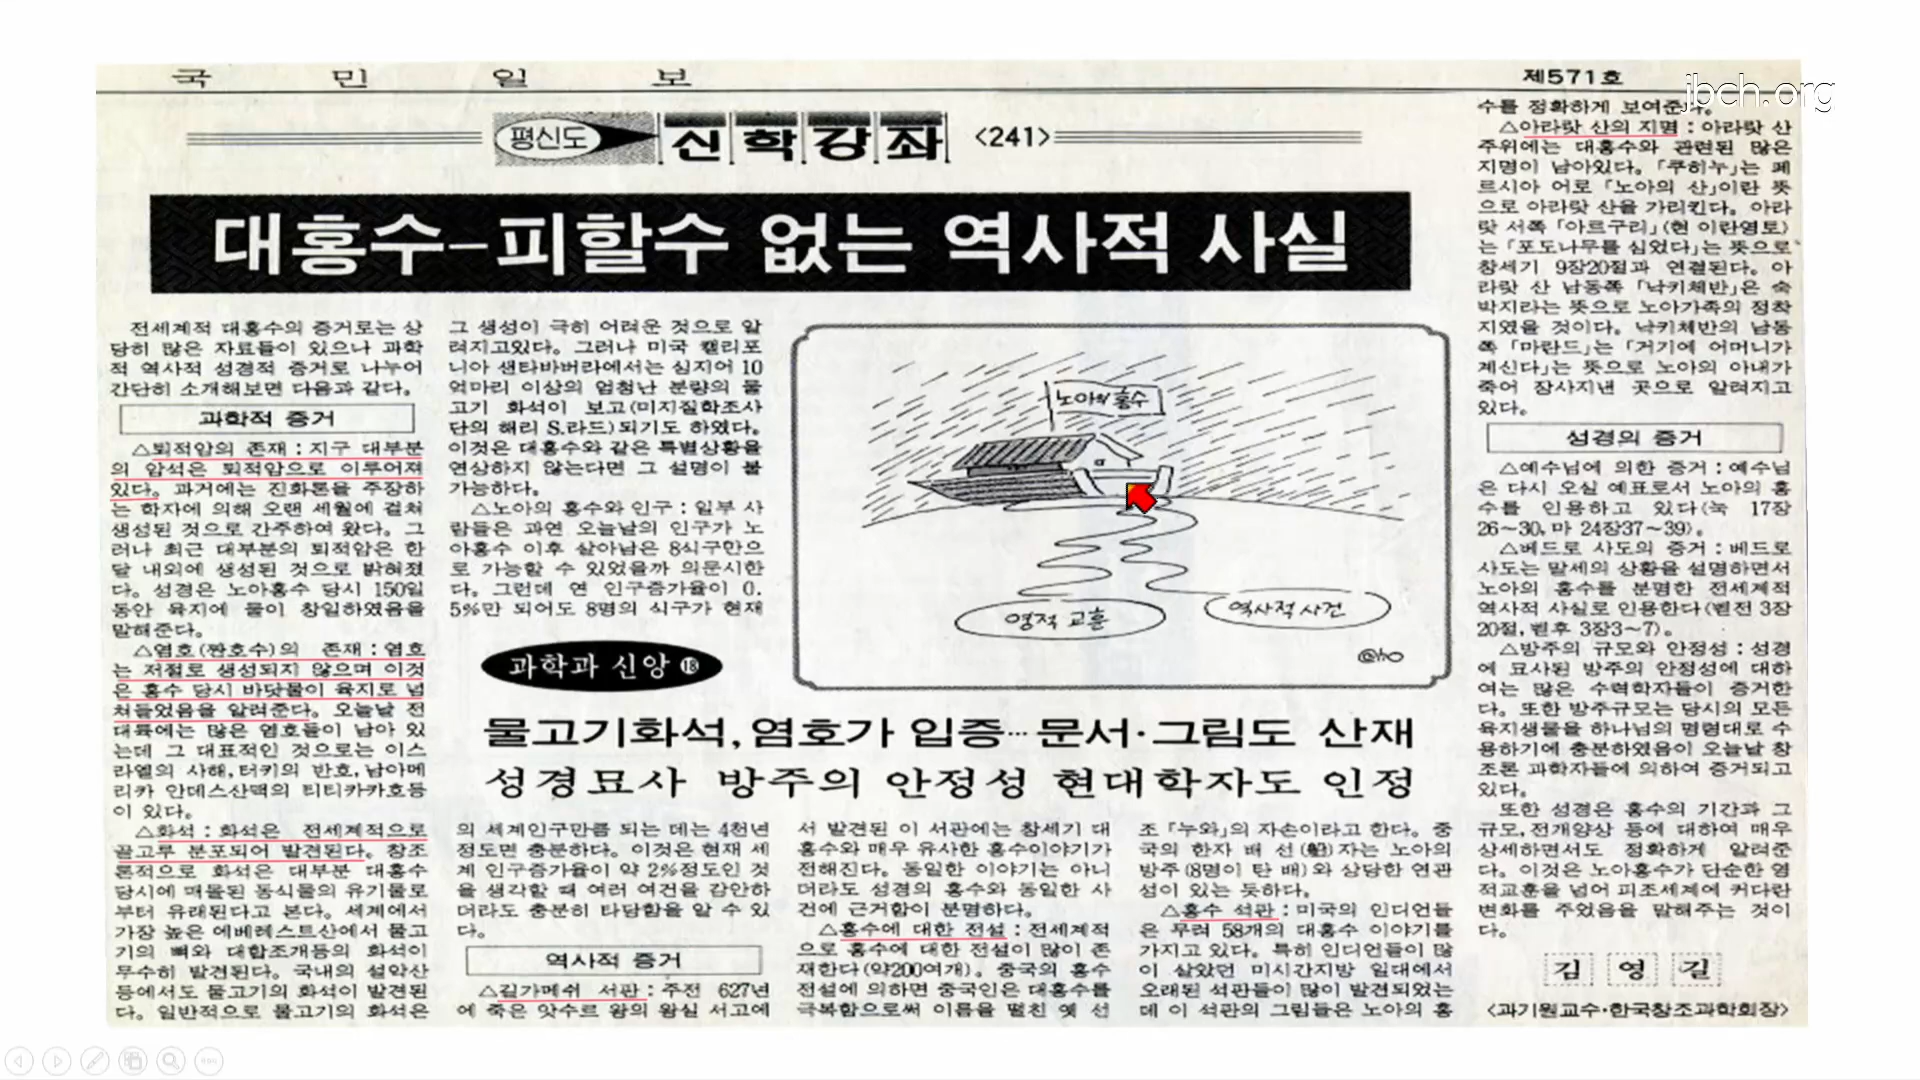 국 민 일 보
제571호
jbch.org
평신도 신학강좌 <241>
대홍수-피할수 없는 역사적 사실
전세계적 대홍수의 증거로는 상
당히 많은 자료들이 있으나 과학
적 역사적 성경적 증거로 나누어
간단히 소개해보면 다음과 같다.
과학적 증거
△퇴적암의 존재 : 지구 대부분
의 암석은 퇴적암으로 이루어져
있다. 과거에는 진화론을 주장하
는 학자에 의해 오랜 세월에 걸쳐
생성된 것으로 간주하여 왔다. 그
러나 최근 대부분의 퇴적암은 한
달 내외에 생성된 것으로 밝혀졌
다. 성경은 노아홍수 당시 150일
동안 육지에 물이 창일하였음을
말해준다.
△염호(짠호수)의 존재 : 염호
는 저절로 생성되지 않으며 이것
은 홍수 당시 바닷물이 육지로 넘
쳐들었음을 알려준다. 오늘날 전
대륙에는 많은 염호들이 남아 있
는데 그 대표적인 것으로는 이스
라엘의 사해,터키의 반호,남아메
리카 안데스산맥의 티티카카호등
이 있다.
△화석 : 화석은 전세계적으로
골고루 분포되어 발견된다. 창조
론적으로 화석은 대부분 대홍수
당시에 매몰된 동식물의 유기물로
부터 유래된다고 본다. 세계에서
가장 높은 에베레스트산에서 물고
기의 뼈와 대합조개등의 화석이
무수히 발견된다. 국내의 설악산
등에서도 물고기의 화석이 발견된
다. 일반적으로 물고기의 화석은
그 생성이 극히 어려운 것으로 알
려지고있다. 그러나 미국 캘리포
니아 샌타바버라에서는 심지어 10
억마리 이상의 엄청난 분량의 물
고기 화석이 보고(미지질학조사
단의 해리 S.라드)되기도 하였다.
이것은 대홍수와 같은 특별상황을
연상하지 않는다면 그 설명이 불
가능하다.
△노아의 홍수와 인구 : 일부 사
람들은 과연 오늘날의 인구가 노
아홍수 이후 살아남은 8식구만으
로 가능할 수 있었을까 의문시한
다. 그런데 연 인구증가율이 0.
5%만 되어도 8명의 식구가 현재
노아의 홍수
영적 교훈
역사적 사건
과학과 신앙 ⑱
물고기화석,염호가 입증…문서·그림도 산재
성경묘사 방주의 안정성 현대학자도 인정
의 세계인구만큼 되는 데는 4천년
정도면 충분하다. 이것은 현재 세
계 인구증가율이 약 2%정도인 것
을 생각할 때 여러 여건을 감안하
더라도 충분히 타당함을 알 수 있
다.
역사적 증거
△길가메쉬 서판 : 주전 627년
에 죽은 앗수르 왕의 왕실 서고에
서 발견된 이 서판에는 창세기 대
홍수와 매우 유사한 홍수이야기가
전해진다. 동일한 이야기는 아니
더라도 성경의 홍수와 동일한 사
건에 근거함이 분명하다.
△홍수에 대한 전설 : 전세계적
으로 홍수에 대한 전설이 많이 존
재한다(약200여개). 중국의 홍수
전설에 의하면 중국인은 대홍수를
극복함으로써 이름을 떨친 옛 선
조 「누와」의 자손이라고 한다. 중
국의 한자 배 선(船)자는 노아의
방주(8명이 탄 배)와 상당한 연관
성이 있는 듯하다.
△홍수 석판 : 미국의 인디언들
은 무려 58개의 대홍수 이야기를
가지고 있다. 특히 인디언들이 많
이 살았던 미시간지방 일대에서
오래된 석판들이 많이 발견되었는
데 이 석판의 그림들은 노아의 홍
수를 정확하게 보여준다.
△아라랏 산의 지명 : 아라랏 산
주위에는 대홍수와 관련된 많은
지명이 남아있다. 「쿠히누」는 페
르시아 어로 「노아의 산」이란 뜻
으로 아라랏 산을 가리킨다. 아라
랏 서쪽 「아르구리」(현 이란영토)
는 「포도나무를 심었다」는 뜻으로
창세기 9장20절과 연결된다. 아
라랏 산 남동쪽 「낙키체반」은 숙
박지라는 뜻으로 노아가족의 정착
지였을 것이다. 낙키체반의 남동
쪽 「마란드」는 「거기에 어머니가
계신다」는 뜻으로 노아의 아내가
죽어 장사지낸 곳으로 알려지고
있다.
성경의 증거
△예수님에 의한 증거 : 예수님
은 다시 오실 예표로서 노아의 홍
수를 인용하고 있다(눅 17장
26~30, 마 24장37~39).
△베드로 사도의 증거 : 베드로
사도는 말세의 상황을 설명하면서
노아의 홍수를 분명한 전세계적
역사적 사실로 인용한다(벧전 3장
20절, 벧후 3장3~7).
△방주의 규모와 안정성 : 성경
에 묘사된 방주의 안정성에 대하
여는 많은 수력학자들이 증거한
다. 또한 방주규모는 당시의 모든
육지생물을 하나님의 명령대로 수
용하기에 충분하였음이 오늘날 창
조론 과학자들에 의하여 증거되고
있다.
또한 성경은 홍수의 기간과 그
규모,전개양상 등에 대하여 매우
상세하면서도 정확하게 알려준
다. 이것은 노아홍수가 단순한 영
적교훈을 넘어 피조세계에 커다란
변화를 주었음을 말해주는 것이
다.
김 영 길
<과기원교수·한국창조과학회장>